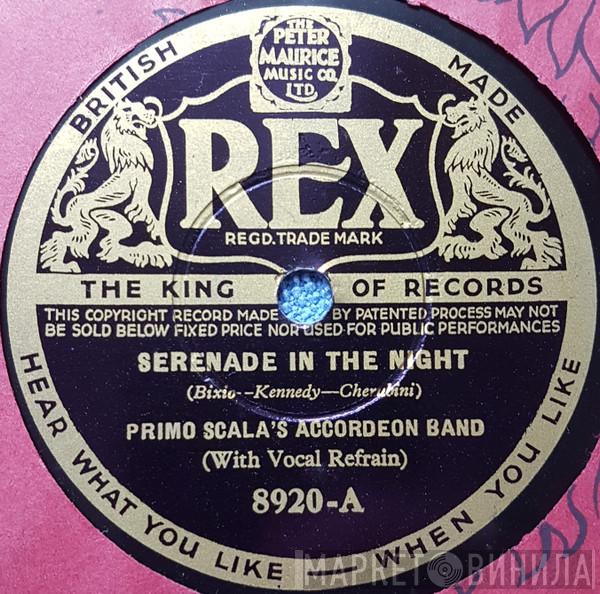 THE
PETER
MAURICE
MUSIC CO.
LTD.
BRITISH MADE
REX
REGD. TRADE MARK
THE KING OF RECORDS
THIS COPYRIGHT RECORD MADE BY PATENTED PROCESS MAY NOT
BE SOLD BELOW FIXED PRICE NOR USED FOR PUBLIC PERFORMANCES
SERENADE IN THE NIGHT
(Bixio--Kennedy—Cherubini)
PRIMO SCALA'S ACCORDEON BAND
(With Vocal Refrain)
8920-A
HEAR WHAT YOU LIKE — WHEN YOU LIKE
МАРКЕТ ВИНИЛА